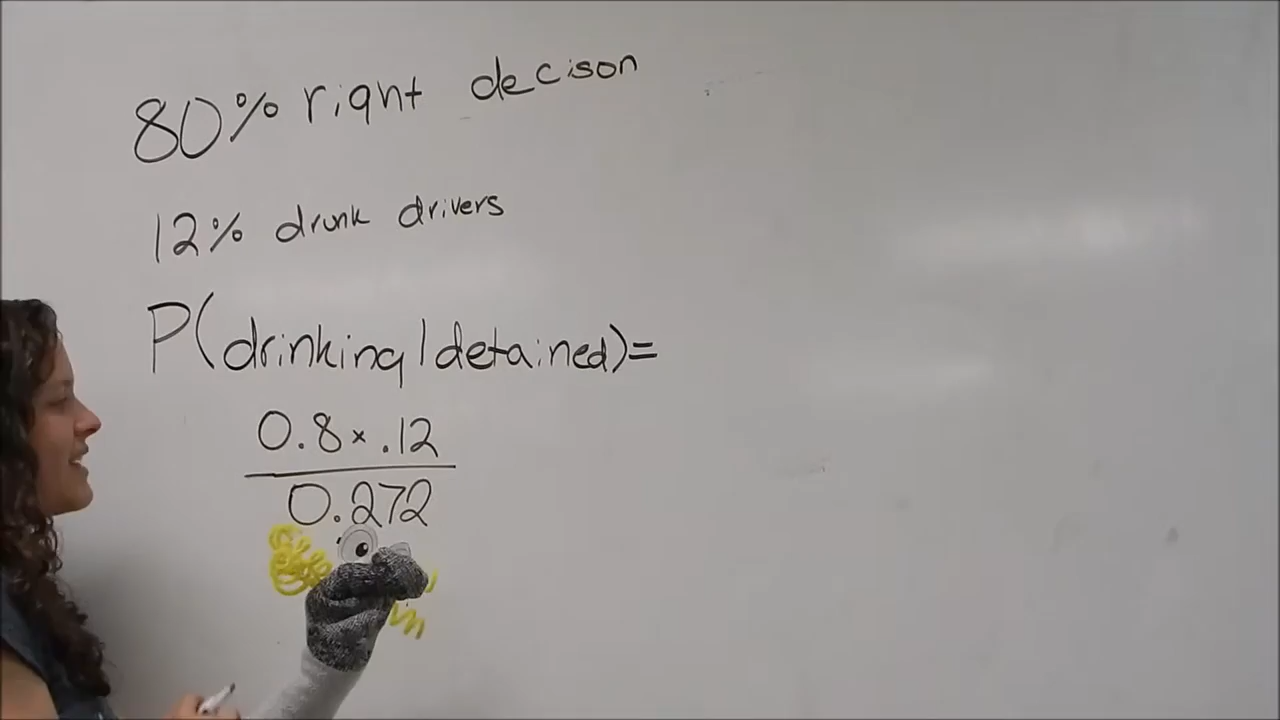 80% right decison
12% drunk drivers
P(drinking|detained)=
0.8×.12
0.272